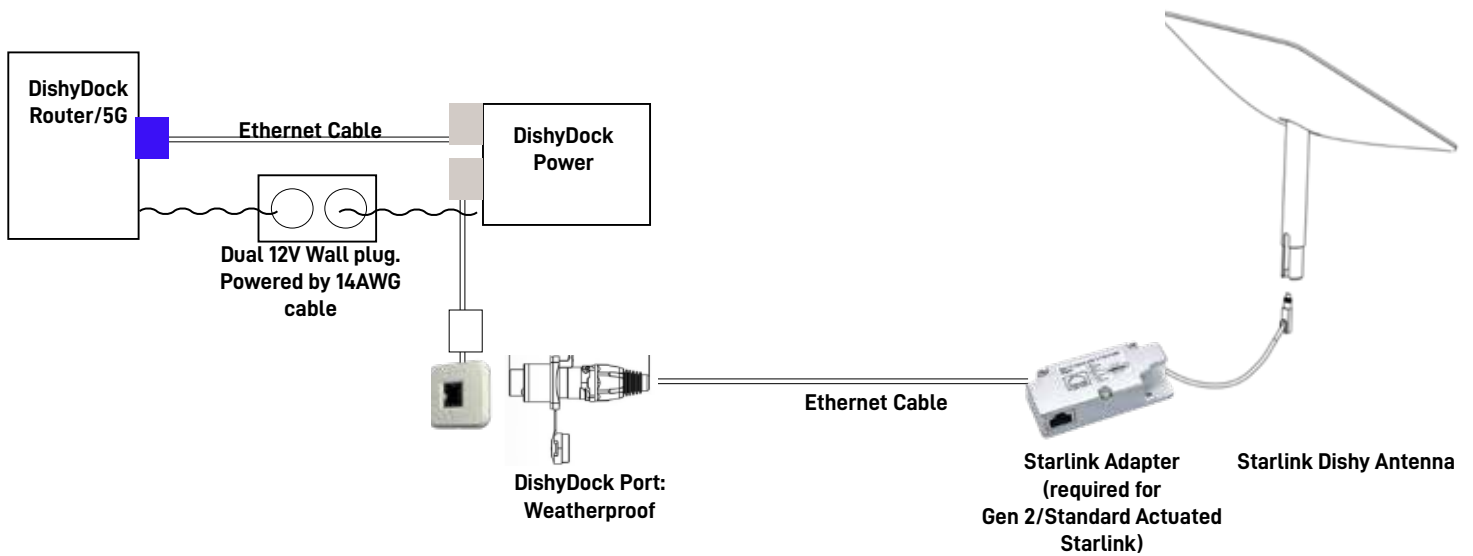 DishyDock
Router/5G
Ethernet Cable
DishyDock
Power
Dual 12V Wall plug.
Powered by 14AWG
cable
Ethernet Cable
DishyDock Port:
Weatherproof
Starlink Adapter
(required for
Gen 2/Standard Actuated
Starlink)
Starlink Dishy Antenna